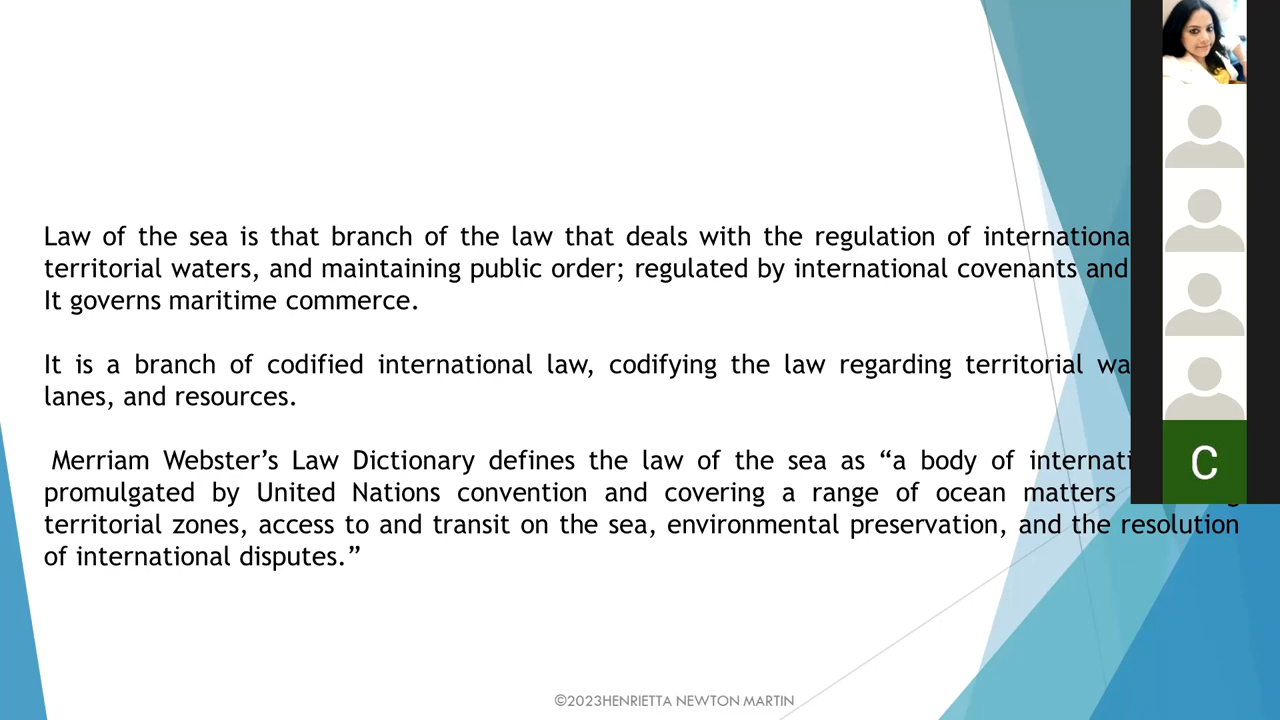 Law of the sea is that branch of the law that deals with the regulation of
territorial waters, and maintaining public order; regulated by international covenants and
It governs maritime commerce.
It is a branch of codified international law, codifying the law regarding territorial
lanes, and resources.
Merriam Webster’s Law Dictionary defines the law of the sea as “a body of
promulgated by United Nations convention and covering a range of ocean matters
territorial zones, access to and transit on the sea, environmental preservation, and the resolution
of international disputes.”
C
©2023HENRIETTA NEWTON MARTIN